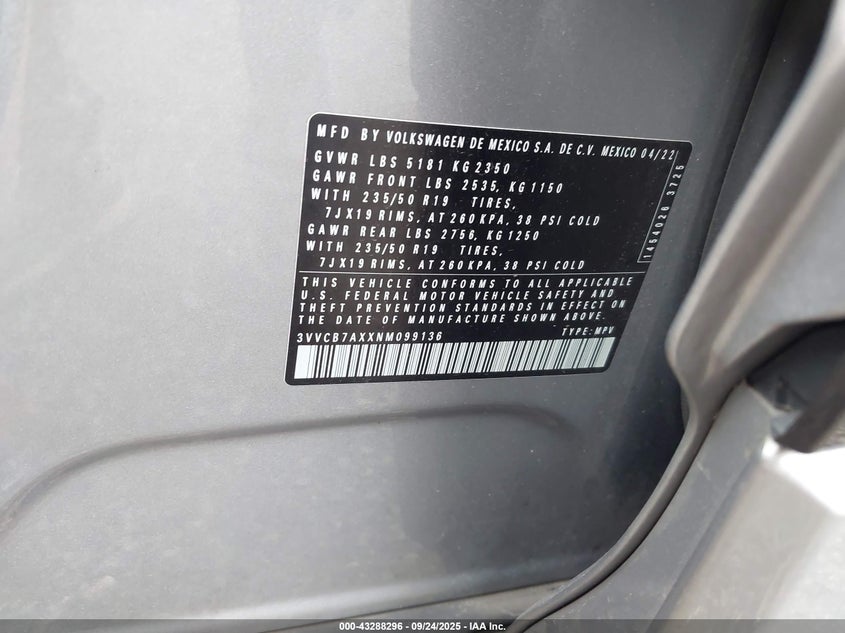 MFD BY VOLKSWAGEN DE MEXICO S.A. DE C.V. MEXICO 04/22
GVWR LBS 5181 KG 2350
GAWR FRONT LBS 2535, KG 1150
WITH 235/50 R19 TIRES,
7JX19 RIMS, AT 260 KPA, 38 PSI COLD
GAWR REAR LBS 2756, KG 1250
WITH 235/50 R19 TIRES,
7JX19 RIMS, AT 260 KPA, 38 PSI COLD
1454026 3725
THIS VEHICLE CONFORMS TO ALL APPLICABLE
U.S. FEDERAL MOTOR VEHICLE SAFETY AND
THEFT PREVENTION STANDARDS IN EFFECT ON
THE DATE OF MANUFACTURE SHOWN ABOVE.
3VVCB7AXXNM099136 TYPE: MPV
000-43288296 - 09/24/2025 - IAA Inc.